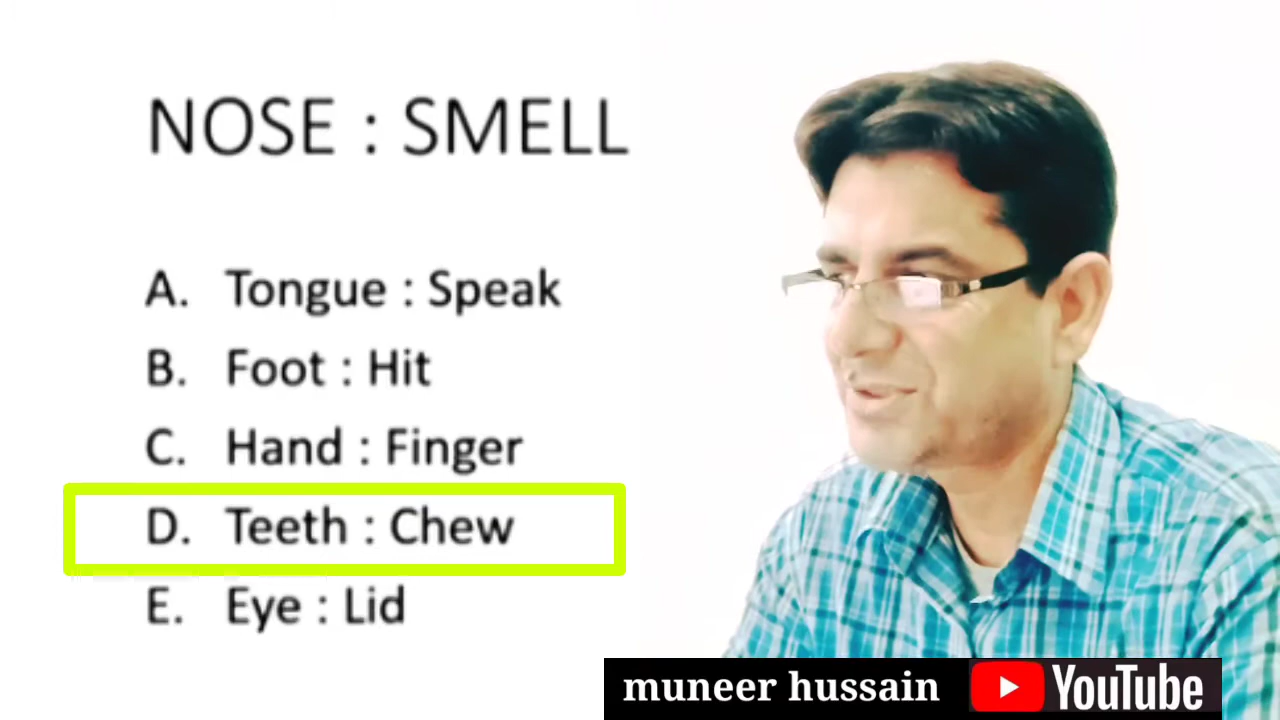 NOSE : SMELL
A. Tongue : Speak
B. Foot : Hit
C. Hand : Finger
D. Teeth : Chew
E. Eye : Lid
muneer hussain YouTube